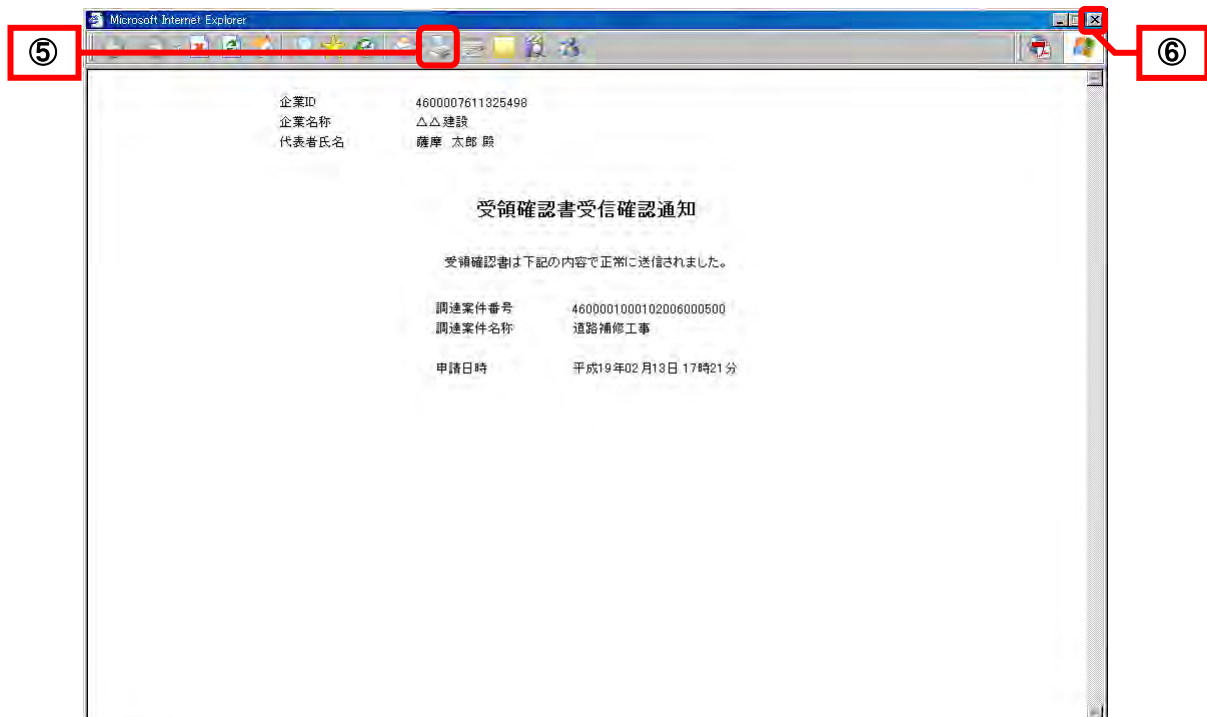 Microsoft Internet Explorer
⑤
⑥
企業ID 4600007611325498
企業名称 △△建設
代表者氏名 薩摩 太郎 殿
受領確認書受信確認通知
受領確認書は下記の内容で正常に送信されました。
調達案件番号 4600001000102006000500
調達案件名称 道路補修工事
申請日時 平成19年02月13日 17時21分